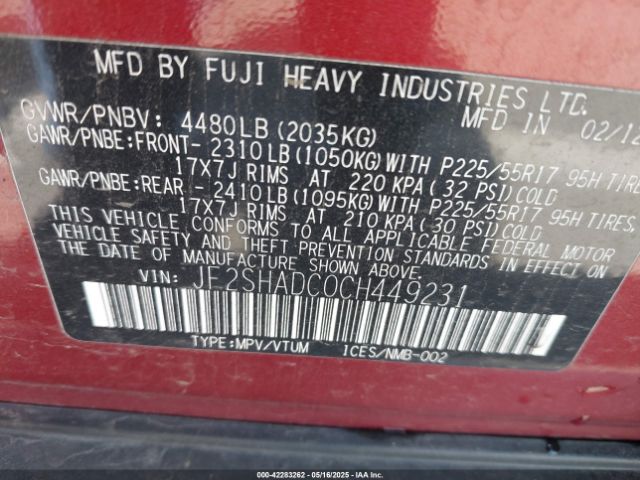 MFD BY FUJI HEAVY INDUSTRIES LTD.
MFD IN 02/12
GVWR/PNBV: 4480LB(2035KG)
GAWR/PNBE:FRONT- 2310LB(1050KG)WITH P225/55R17 95H TIRES,
17X7J RIMS AT 220 KPA(32 PSI)COLD
GAWR/PNBE:REAR - 2410LB(1095KG)WITH P225/55R17 95H TIRES,
17X7J RIMS AT 210 KPA(30 PSI)COLD
THIS VEHICLE CONFORMS TO ALL APPLICABLE FEDERAL MOTOR
VEHICLE SAFETY AND THEFT PREVENTION STANDARDS IN EFFECT ON
THE DATE OF MANUFACTURE SHOWN ABOVE.
VIN: JF2SHADC0CH449231
TYPE:MPV/VTUM ICES/NMB-002
© IMAGE 00-42283262 05/16/2025 IAAI.COM